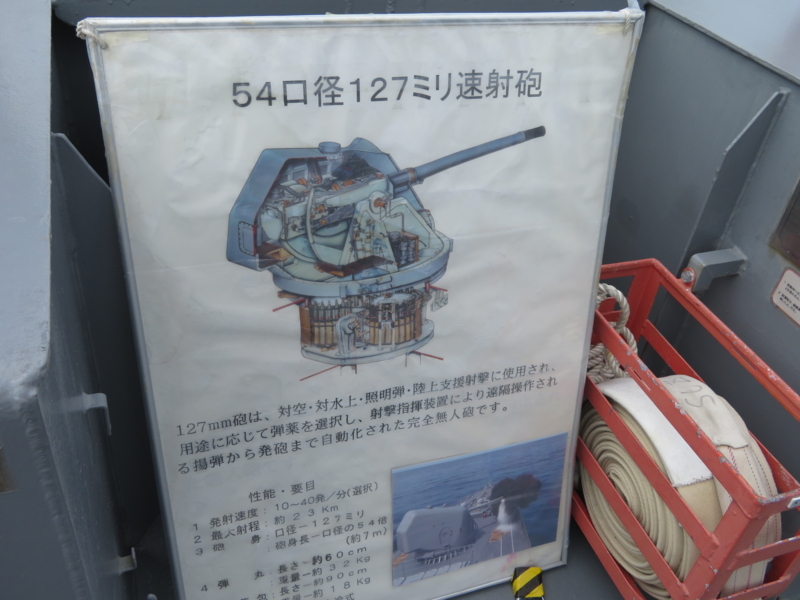 54口径127ミリ速射砲
127mm砲は、対空・対水上・照明弾・陸上支援射撃に使用され、
用途に応じて弾薬を選択し、射撃指揮装置により遠隔操作され
る揚弾から発砲まで自動化された完全無人砲です。
性能・要目
1 発射速度：10～40発／分(選択)
2 最大射程：約23Km
3 砲 身：口径－127ミリ
砲身長－口径の54倍
(約7m)
4 弾 丸：長さ－約60cm
重量－約32Kg
長さ－約90cm
重量－約18Kg